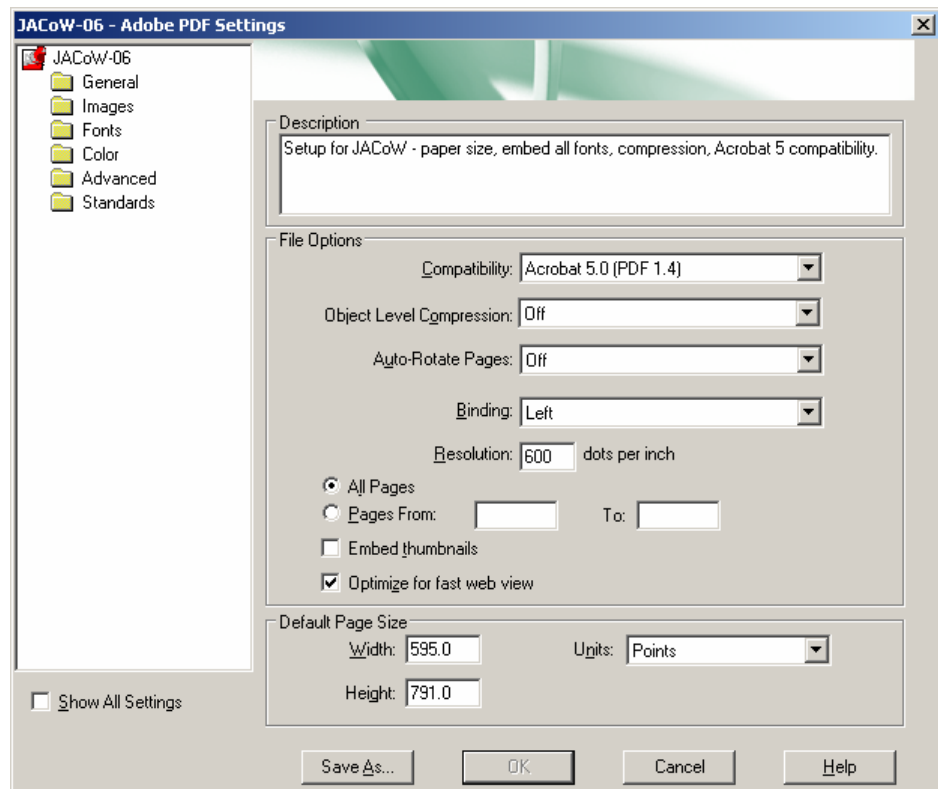 JACoW-06 - Adobe PDF Settings
JACoW-06
General
Images
Fonts
Color
Advanced
Standards
Show All Settings
Description
Setup for JACoW - paper size, embed all fonts, compression, Acrobat 5 compatibility.
File Options
Compatibility: Acrobat 5.0 (PDF 1.4)
Object Level Compression: Off
Auto-Rotate Pages: Off
Binding: Left
Resolution: 600 dots per inch
All Pages
Pages From: To:
Embed thumbnails
Optimize for fast web view
Default Page Size
Width: 595.0 Units: Points
Height: 791.0
Save As... OK Cancel Help